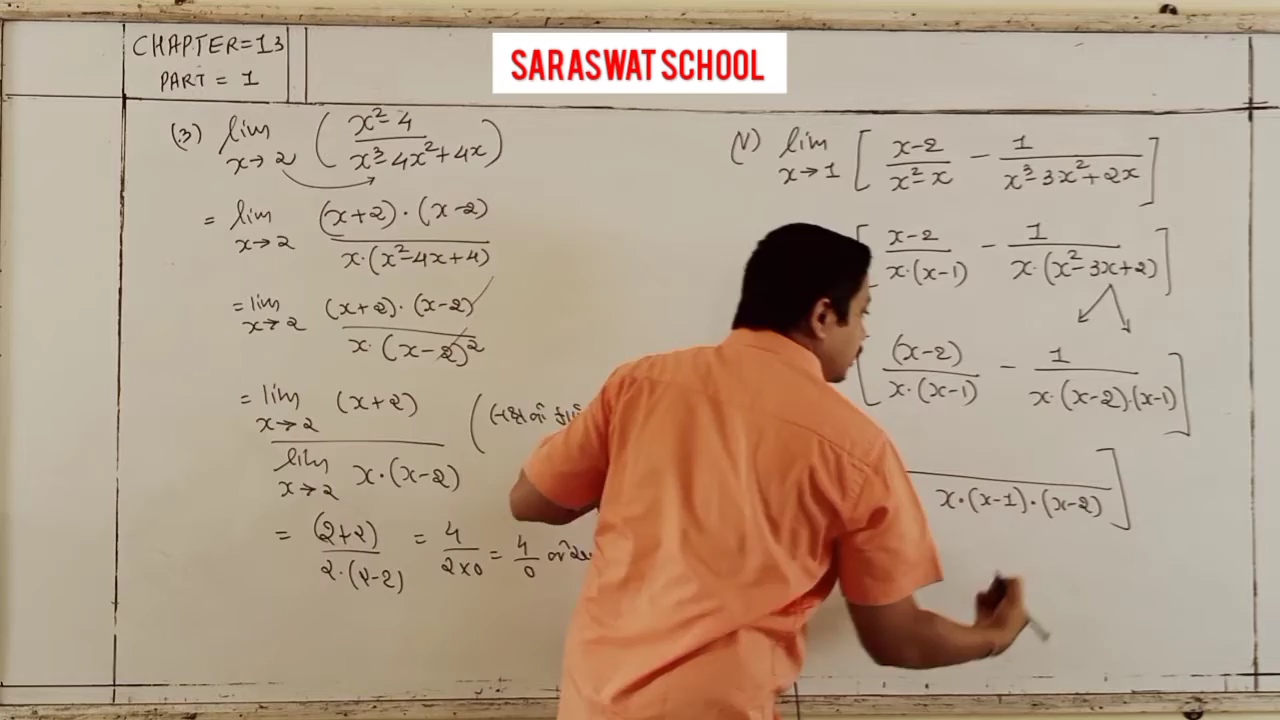 SARASWAT SCHOOL
CHAPTER=13
PART = 1
(3) lim x→2 ( x²-4 / x³-4x²+4x )
= lim x→2 (x+2)·(x-2) / x·(x²-4x+4)
= lim x→2 (x+2)·(x-2) / x·(x-2)²
= lim x→2 (x+2) / lim x→2 x·(x-2)
= (2+2) / 2·(2-2) = 4 / 2×0 = 4/0
(V) lim x→1 [ x-2 / x²-x - 1 / x³-3x²+2x ]
[ x-2 / x·(x-1) - 1 / x·(x²-3x+2) ]
[ (x-2) / x·(x-1) - 1 / x·(x-2)·(x-1) ]
x·(x-1)·(x-2) ]